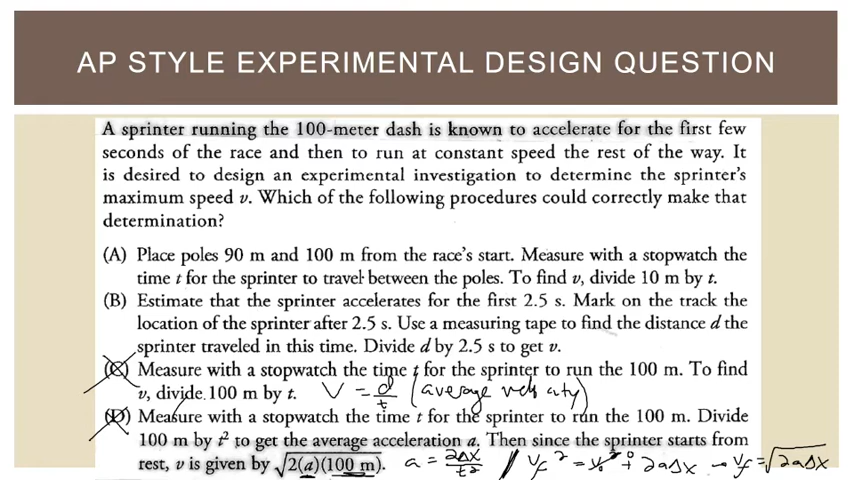 AP STYLE EXPERIMENTAL DESIGN QUESTION
A sprinter running the 100-meter dash is known to accelerate for the first few
seconds of the race and then to run at constant speed the rest of the way. It
is desired to design an experimental investigation to determine the sprinter's
maximum speed v. Which of the following procedures could correctly make that
determination?
(A) Place poles 90 m and 100 m from the race's start. Measure with a stopwatch the
time t for the sprinter to travel between the poles. To find v, divide 10 m by t.
(B) Estimate that the sprinter accelerates for the first 2.5 s. Mark on the track the
location of the sprinter after 2.5 s. Use a measuring tape to find the distance d the
sprinter traveled in this time. Divide d by 2.5 s to get v.
(C) Measure with a stopwatch the time t for the sprinter to run the 100 m. To find
v, divide 100 m by t. V = d/t (average velocity)
(D) Measure with a stopwatch the time t for the sprinter to run the 100 m. Divide
100 m by t² to get the average acceleration a. Then since the sprinter starts from
rest, v is given by √2(a)(100 m). a = 2Δx/t² / Vf² = V₀² + 2aΔx → Vf = √2aΔx